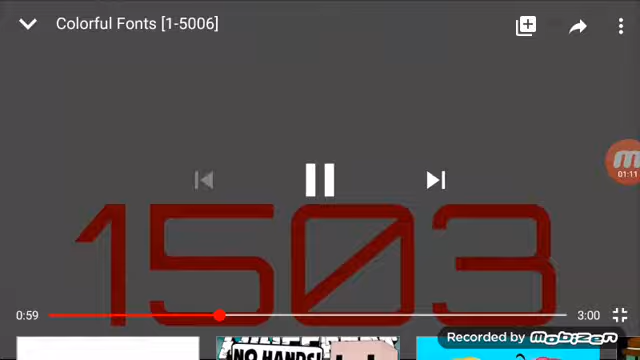 Colorful Fonts [1-5006]
01:11
1503
0:59
3:00
Recorded by
mobizen
NO HANDS!